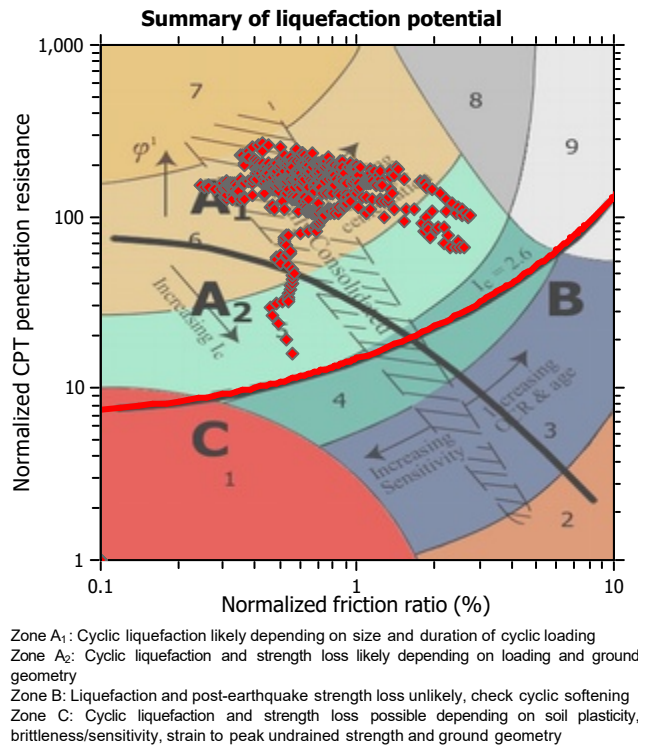 Summary of liquefaction potential
1,000
100
10
1
0.1
1
10
Normalized CPT penetration resistance
Normalized friction ratio (%)
7
8
9
φ'
A1
6
Consolidated
Ic = 2.6
A2
Increasing Ic
B
4
Increasing
OCR & age
3
C
1
Increasing
Sensitivity
2
Zone A1: Cyclic liquefaction likely depending on size and duration of cyclic loading
Zone A2: Cyclic liquefaction and strength loss likely depending on loading and ground
geometry
Zone B: Liquefaction and post-earthquake strength loss unlikely, check cyclic softening
Zone C: Cyclic liquefaction and strength loss possible depending on soil plasticity,
brittleness/sensitivity, strain to peak undrained strength and ground geometry